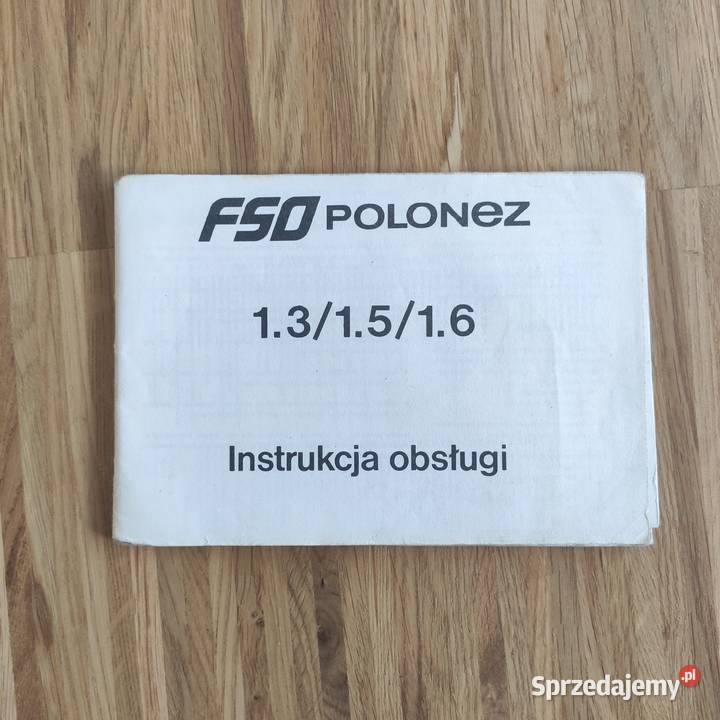 FSO POLONEZ
1.3/1.5/1.6
Instrukcja obsługi
Sprzedajemy.pl